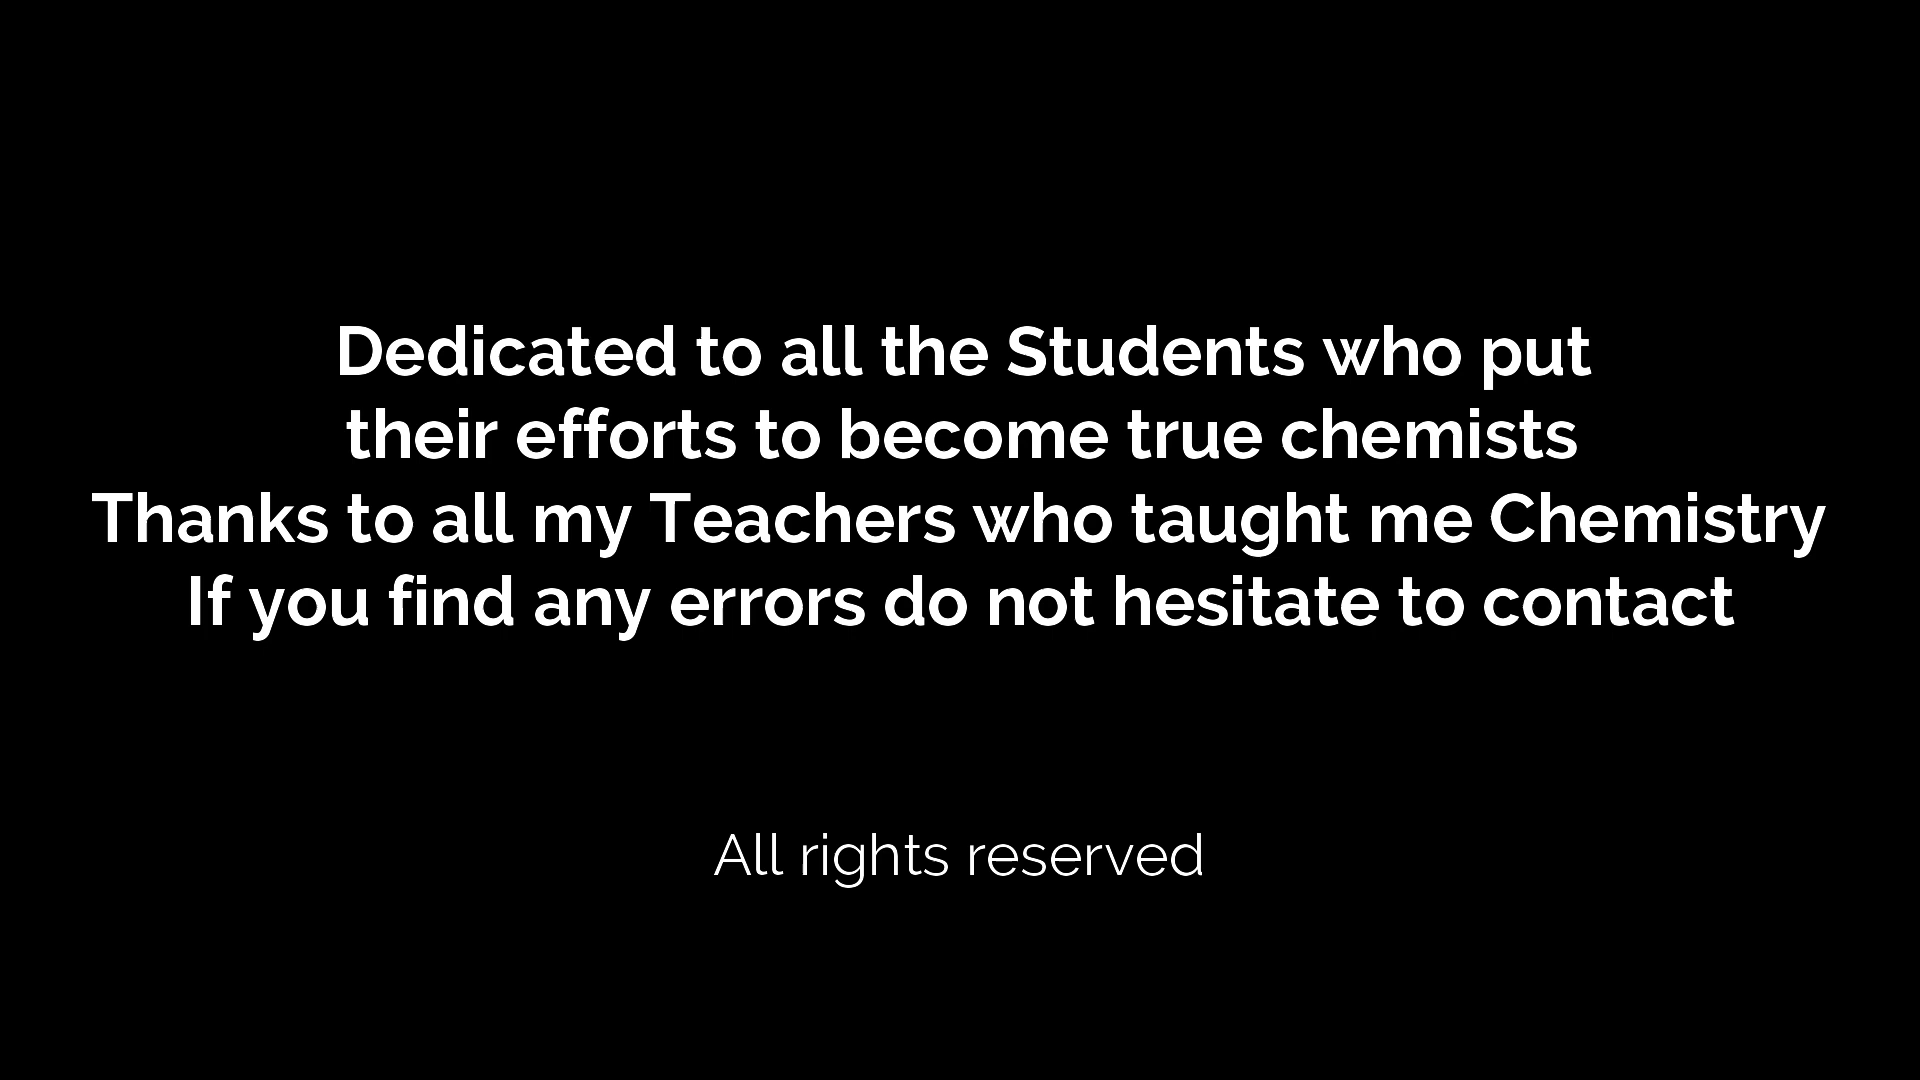 Dedicated to all the Students who put
their efforts to become true chemists
Thanks to all my Teachers who taught me Chemistry
If you find any errors do not hesitate to contact
All rights reserved